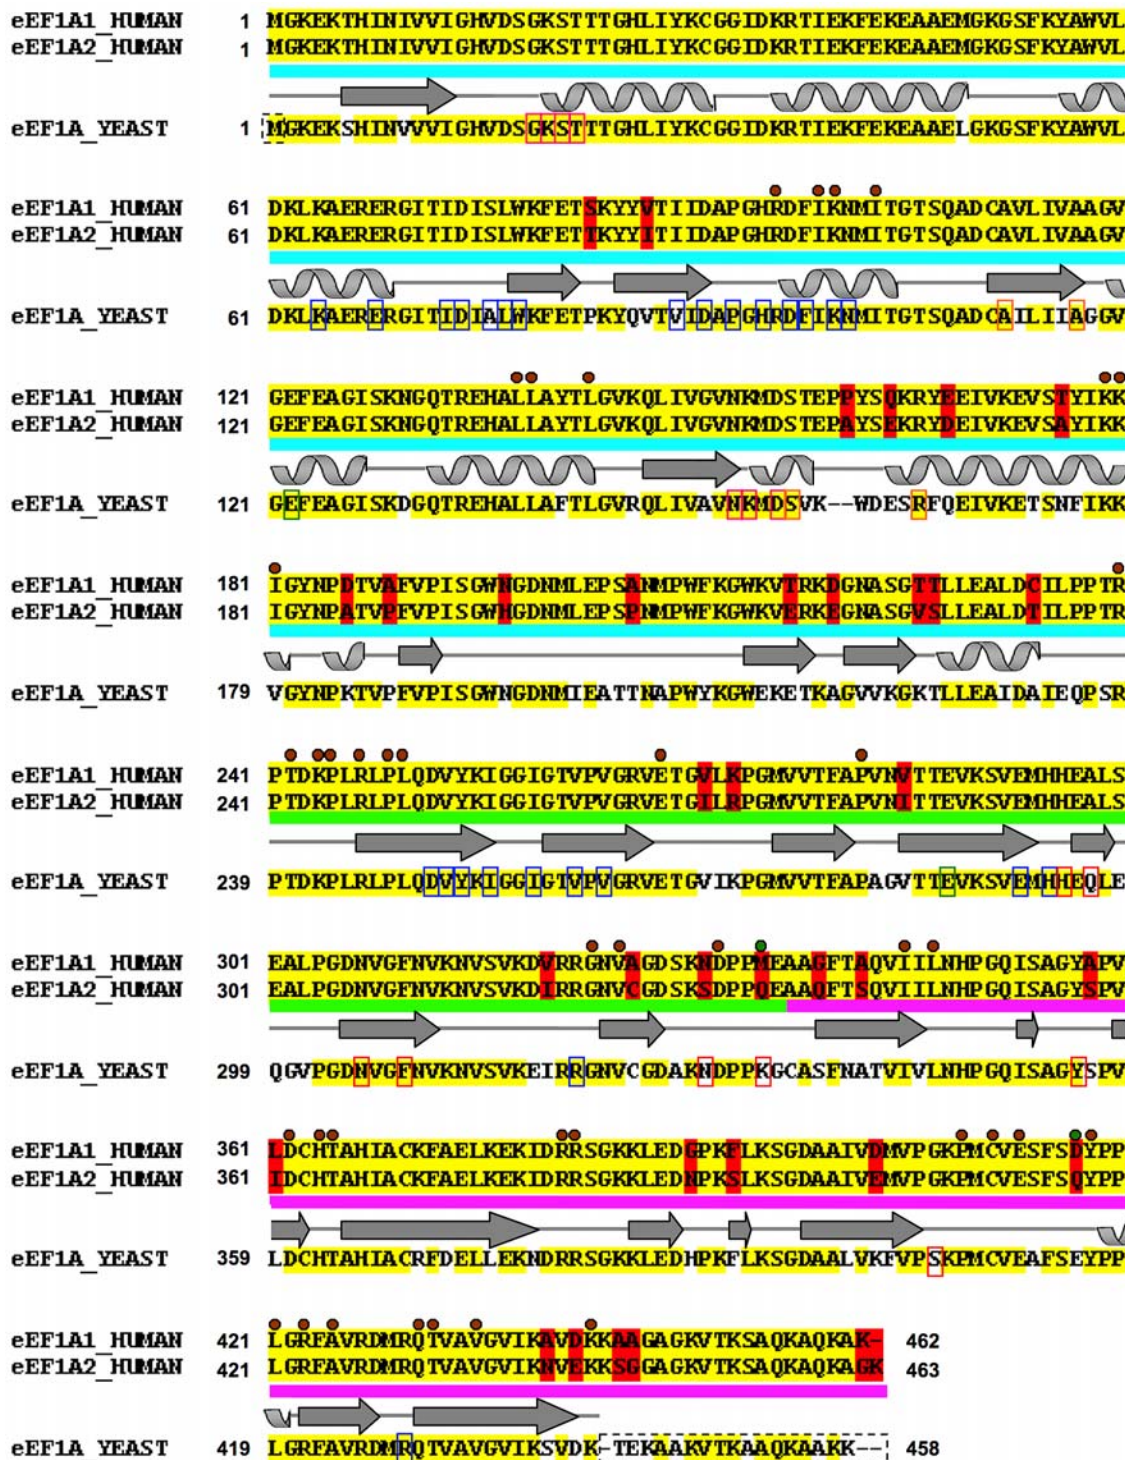 eEF1A1_HUMAN 1 MGKEKTHINIVVIGHVDSGKSTTTGHLIYKCGGIDKRTIEKFEKEAAEMGKGSFKYAWVL
eEF1A2_HUMAN 1 MGKEKTHINIVVIGHVDSGKSTTTGHLIYKCGGIDKRTIEKFEKEAAEMGKGSFKYAWVL
eEF1A_YEAST 1 MGKEKSHINVVVIGHVDSGKSTTTGHLIYKCGGIDKRTIEKFEKEAAELGKGSFKYAWVL
eEF1A1_HUMAN 61 DKLKAERERGITIDISLWKFETSKYYVTIIDAPGHRDFIKNMITGTSQADCAVLIVAAGV
eEF1A2_HUMAN 61 DKLKAERERGITIDISLWKFETTKYYITIIDAPGHRDFIKNMITGTSQADCAVLIVAAGV
eEF1A_YEAST 61 DKLKAERERGITIDIALWKFETPKYQVTVIDAPGHRDFIKNMITGTSQADCAILIIAGGV
eEF1A1_HUMAN 121 GEFEAGISKNGQTREHALLAYTLGVKQLIVGVNKMDSTEPPYSQKRYEEIVKEVSTYIKK
eEF1A2_HUMAN 121 GEFEAGISKNGQTREHALLAYTLGVKQLIVGVNKMDSTEPAYSEKRYDEIVKEVSAYIKK
eEF1A_YEAST 121 GEFEAGISKDGQTREHALLAFTLGVRQLIVAVNKMDSVK--WDESRFQEIVKETSNFIKK
eEF1A1_HUMAN 181 IGYNPDTVAFVPISGWNGDNMLEPSANMPWFKGWKVTRKDGNASGTTLLEALDCILPPTR
eEF1A2_HUMAN 181 IGYNPATVPFVPISGWHGDNMLEPSPNMPWFKGWKVERKEGNASGVSLLEALDTILPPTR
eEF1A_YEAST 179 VGYNPKTVPFVPISGWNGDNMIEATTNAPWYKGWEKETKAGVVKGKTLLEAIDAIEQPSR
eEF1A1_HUMAN 241 PTDKPLRLPLQDVYKIGGIGTVPVGRVETGVLKPGMVVTFAPVNVTTEVKSVEMHHEALS
eEF1A2_HUMAN 241 PTDKPLRLPLQDVYKIGGIGTVPVGRVETGILRPGMVVTFAPVNITTEVKSVEMHHEALS
eEF1A_YEAST 239 PTDKPLRLPLQDVYKIGGIGTVPVGRVETGVIKPGMVVTFAPAGVTTEVKSVEMHHEQLE
eEF1A1_HUMAN 301 EALPGDNVGFNVKNVSVKDVRRGNVAGDSKNDPPMEAAGFTAQVIILNHPGQISAGYAPV
eEF1A2_HUMAN 301 EALPGDNVGFNVKNVSVKDIRRGNVCGDSKSDPPQEAAQFTSQVIILNHPGQISAGYSPV
eEF1A_YEAST 299 QGVPGDNVGFNVKNVSVKEIRRGNVCGDAKNDPPKGCASFNATVIVLNHPGQISAGYSPV
eEF1A1_HUMAN 361 LDCHTAHIACKFAELKEKIDRRSGKKLEDGPKFLKSGDAAIVDMVPGKPMCVESFSDYPP
eEF1A2_HUMAN 361 IDCHTAHIACKFAELKEKIDRRSGKKLEDNPKSLKSGDAAIVEMVPGKPMCVESFSQYPP
eEF1A_YEAST 359 LDCHTAHIACRFDELLEKNDRRSGKKLEDHPKFLKSGDAALVKFVPSKPMCVEAFSEYPP
eEF1A1_HUMAN 421 LGRFAVRDMRQTVAVGVIKAVDKKAAGAGKVTKSAQKAQKAK- 462
eEF1A2_HUMAN 421 LGRFAVRDMRQTVAVGVIKNVEKKSGGAGKVTKSAQKAQKAGK 463
eEF1A_YEAST 419 LGRFAVRDMRQTVAVGVIKSVDK-TEKAAKVTKAAQKAAKK-- 458